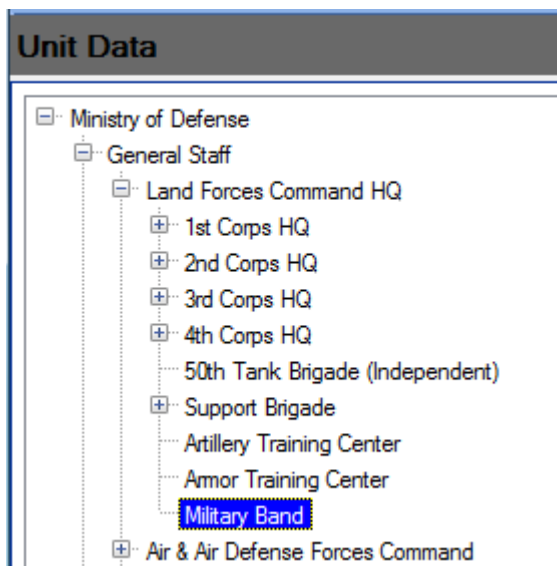 Unit Data
Ministry of Defense
General Staff
Land Forces Command HQ
1st Corps HQ
2nd Corps HQ
3rd Corps HQ
4th Corps HQ
50th Tank Brigade (Independent)
Support Brigade
Artillery Training Center
Armor Training Center
Military Band
Air & Air Defense Forces Command